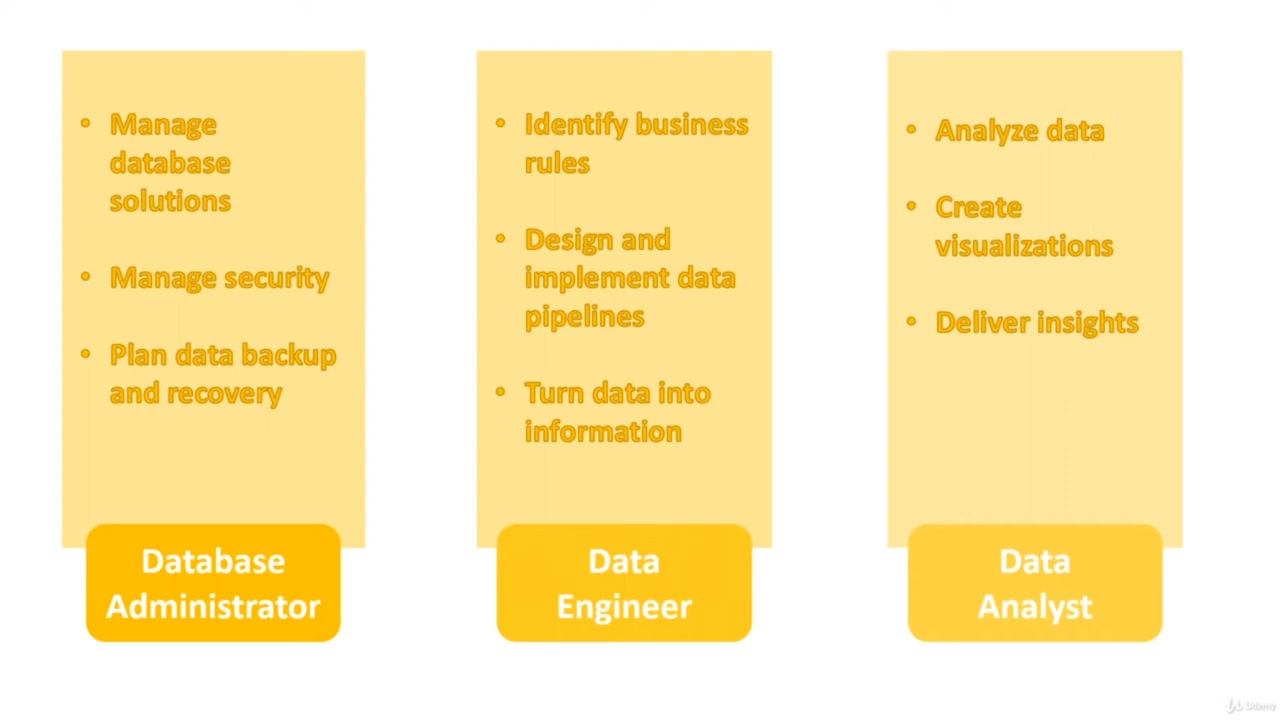 • Manage
database
solutions
• Manage security
• Plan data backup
and recovery
Database
Administrator
• Identify business
rules
• Design and
implement data
pipelines
• Turn data into
information
Data
Engineer
• Analyze data
• Create
visualizations
• Deliver insights
Data
Analyst
Udemy